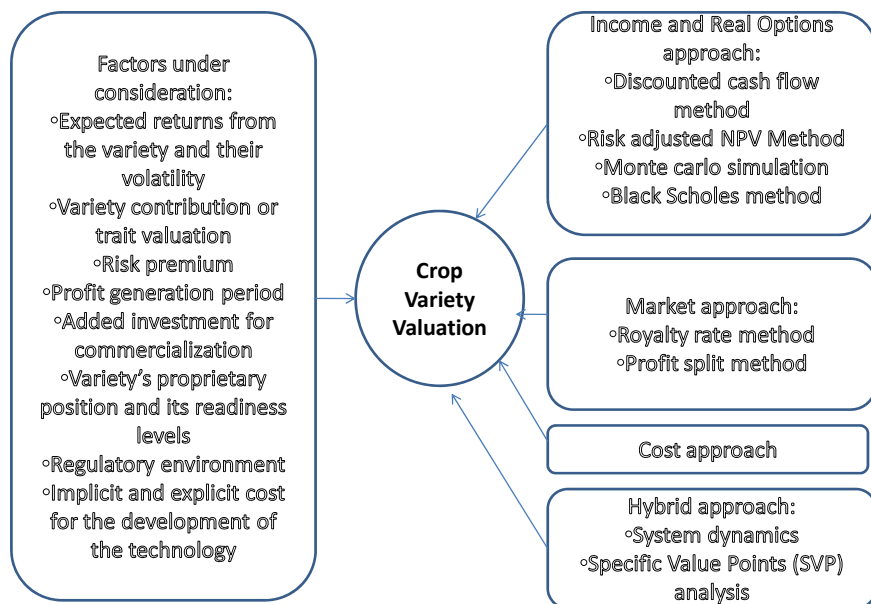 Factors under
consideration:
◦Expected returns from
the variety and their
volatility
◦Variety contribution or
trait valuation
◦Risk premium
◦Profit generation period
◦Added investment for
commercialization
◦Variety's proprietary
position and its readiness
levels
◦Regulatory environment
◦Implicit and explicit cost
for the development of
the technology
Crop
Variety
Valuation
Income and Real Options
approach:
◦Discounted cash flow
method
◦Risk adjusted NPV Method
◦Monte carlo simulation
◦Black Scholes method
Market approach:
◦Royalty rate method
◦Profit split method
Cost approach
Hybrid approach:
◦System dynamics
◦Specific Value Points (SVP)
analysis